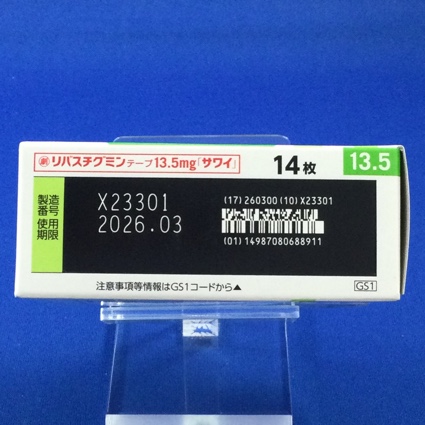 劇 リバスチグミンテープ13.5mg「サワイ」 14枚 13.5
製造番号 X23301
使用期限 2026.03
(17) 260300 (10) X23301
(01) 14987080688911
注意事項等情報はGS1コードから▲
GS1